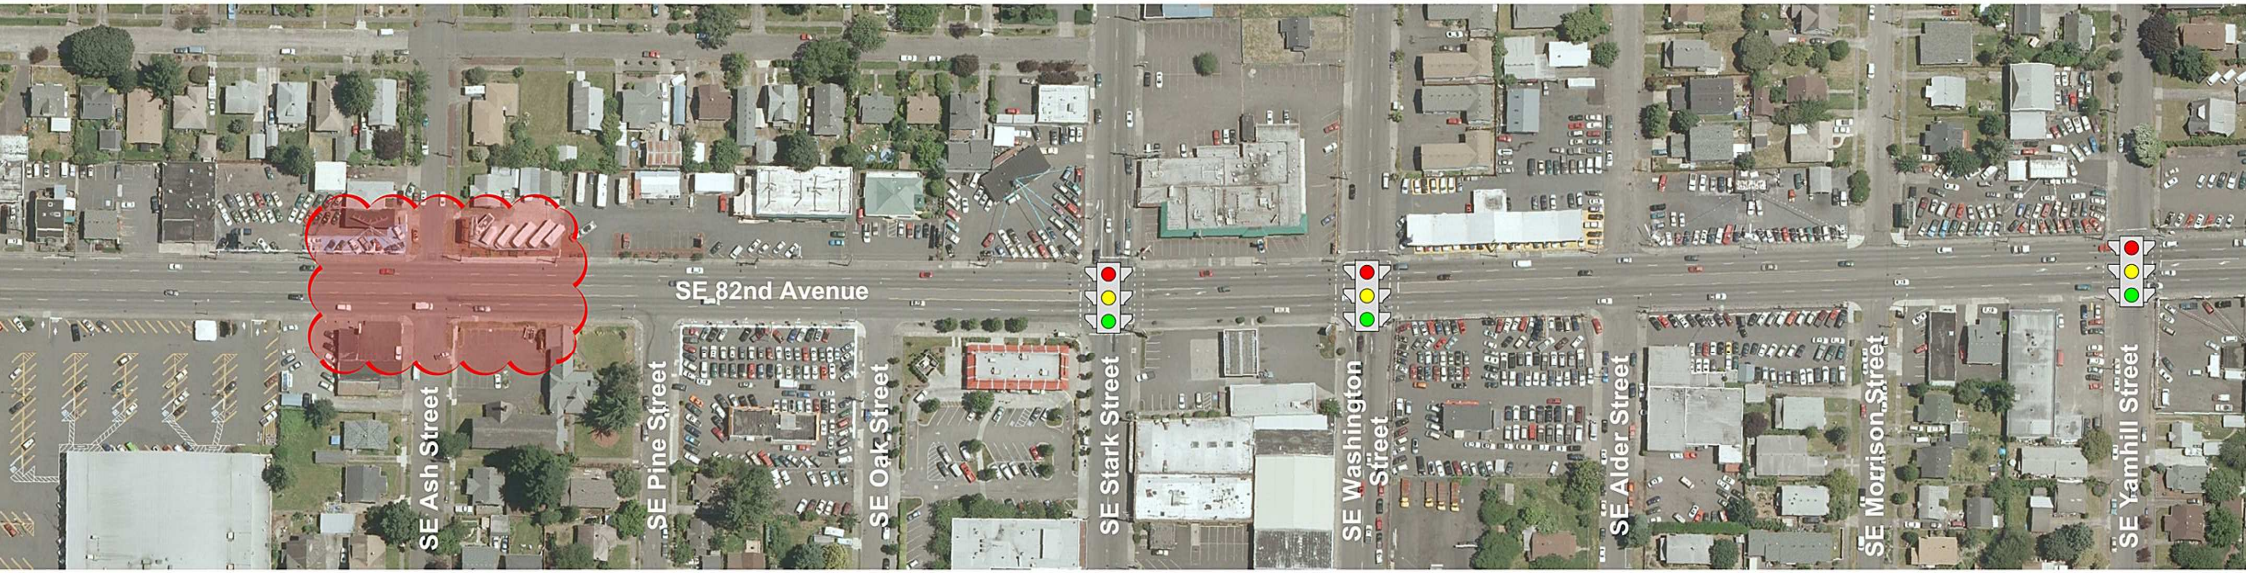 SE 82nd Avenue
SE Ash Street
SE Pine Street
SE Oak Street
SE Stark Street
SE Washington
Street
SE Alder Street
SE Morrison Street
SE Yamhill Street